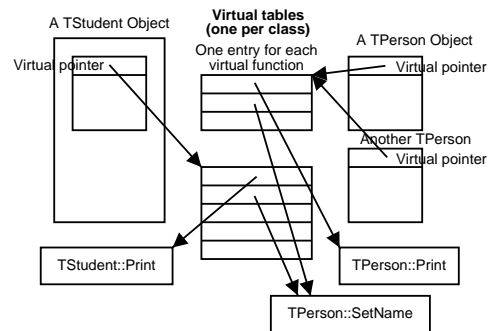 A TStudent Object
Virtual tables
(one per class)
One entry for each
virtual function
A TPerson Object
Virtual pointer
Virtual pointer
Another TPerson
Virtual pointer
TStudent::Print
TPerson::Print
TPerson::SetName